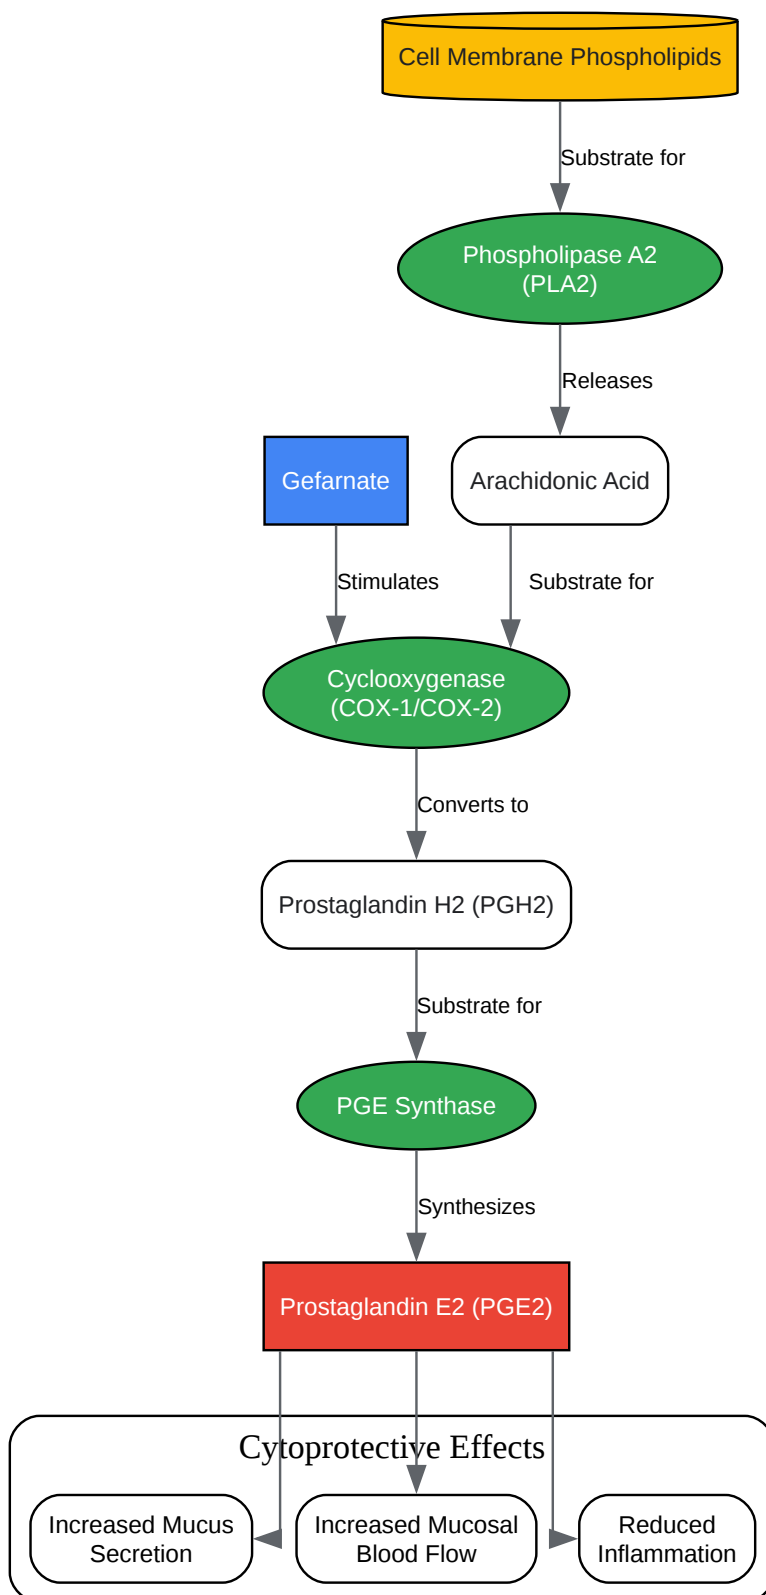 Cell Membrane Phospholipids
Substrate for
Phospholipase A2
(PLA2)
Releases
Gefarnate
Arachidonic Acid
Stimulates
Substrate for
Cyclooxygenase
(COX-1/COX-2)
Converts to
Prostaglandin H2 (PGH2)
Substrate for
PGE Synthase
Synthesizes
Prostaglandin E2 (PGE2)
Cytoprotective Effects
Increased Mucus
Secretion
Increased Mucosal
Blood Flow
Reduced
Inflammation